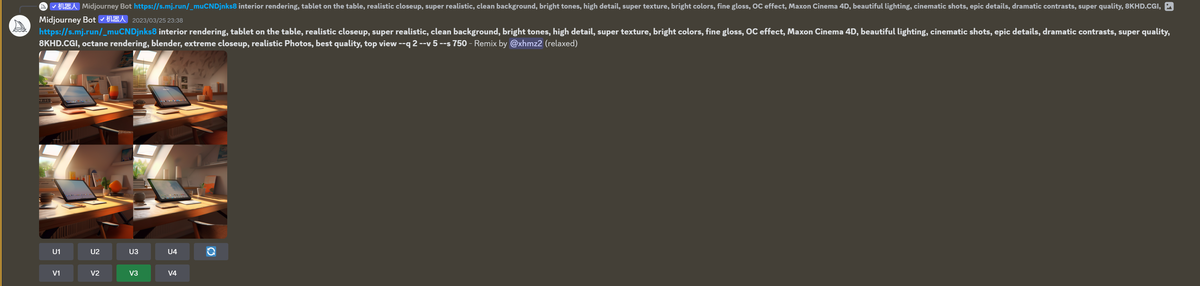 ✓机器人 Midjourney Bot https://s.mj.run/_muCNDjnks8 interior rendering, tablet on the table, realistic closeup, super realistic, clean background, bright tones, high detail, super texture, bright colors, fine gloss, OC effect, Maxon Cinema 4D, beautiful lighting, cinematic shots, epic details, dramatic contrasts, super quality, 8KHD.CGI,
Midjourney Bot ✓机器人 2023/03/25 23:38
https://s.mj.run/_muCNDjnks8 interior rendering, tablet on the table, realistic closeup, super realistic, clean background, bright tones, high detail, super texture, bright colors, fine gloss, OC effect, Maxon Cinema 4D, beautiful lighting, cinematic shots, epic details, dramatic contrasts, super quality,
8KHD.CGI, octane rendering, blender, extreme closeup, realistic Photos, best quality, top view --q 2 --v 5 --s 750 - Remix by @xhmz2 (relaxed)
U1 U2 U3 U4
V1 V2 V3 V4